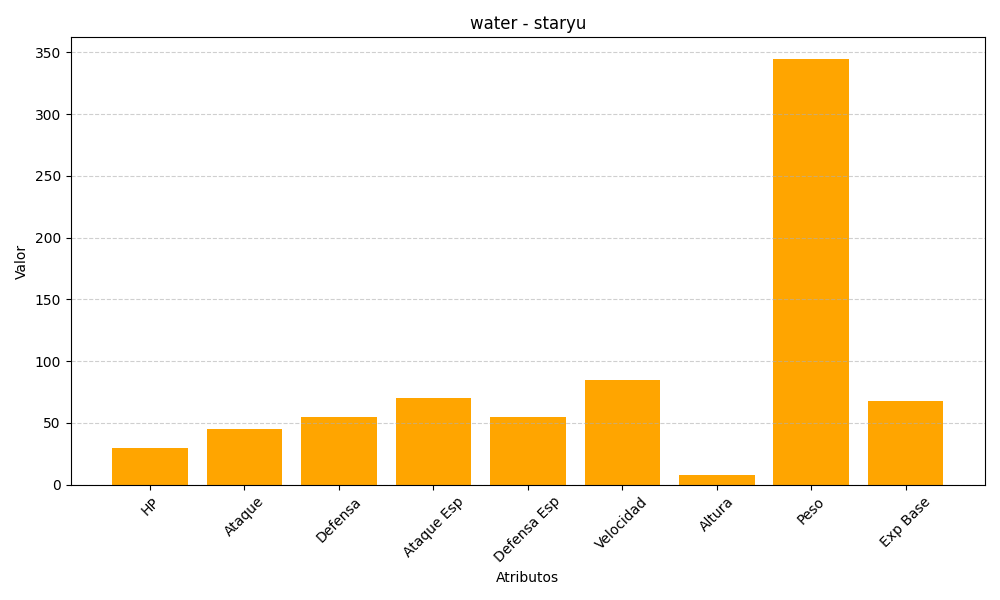 water - staryu
Valor
350
300
250
200
150
100
50
0
HP
Ataque
Defensa
Ataque Esp
Defensa Esp
Velocidad
Altura
Peso
Exp Base
Atributos